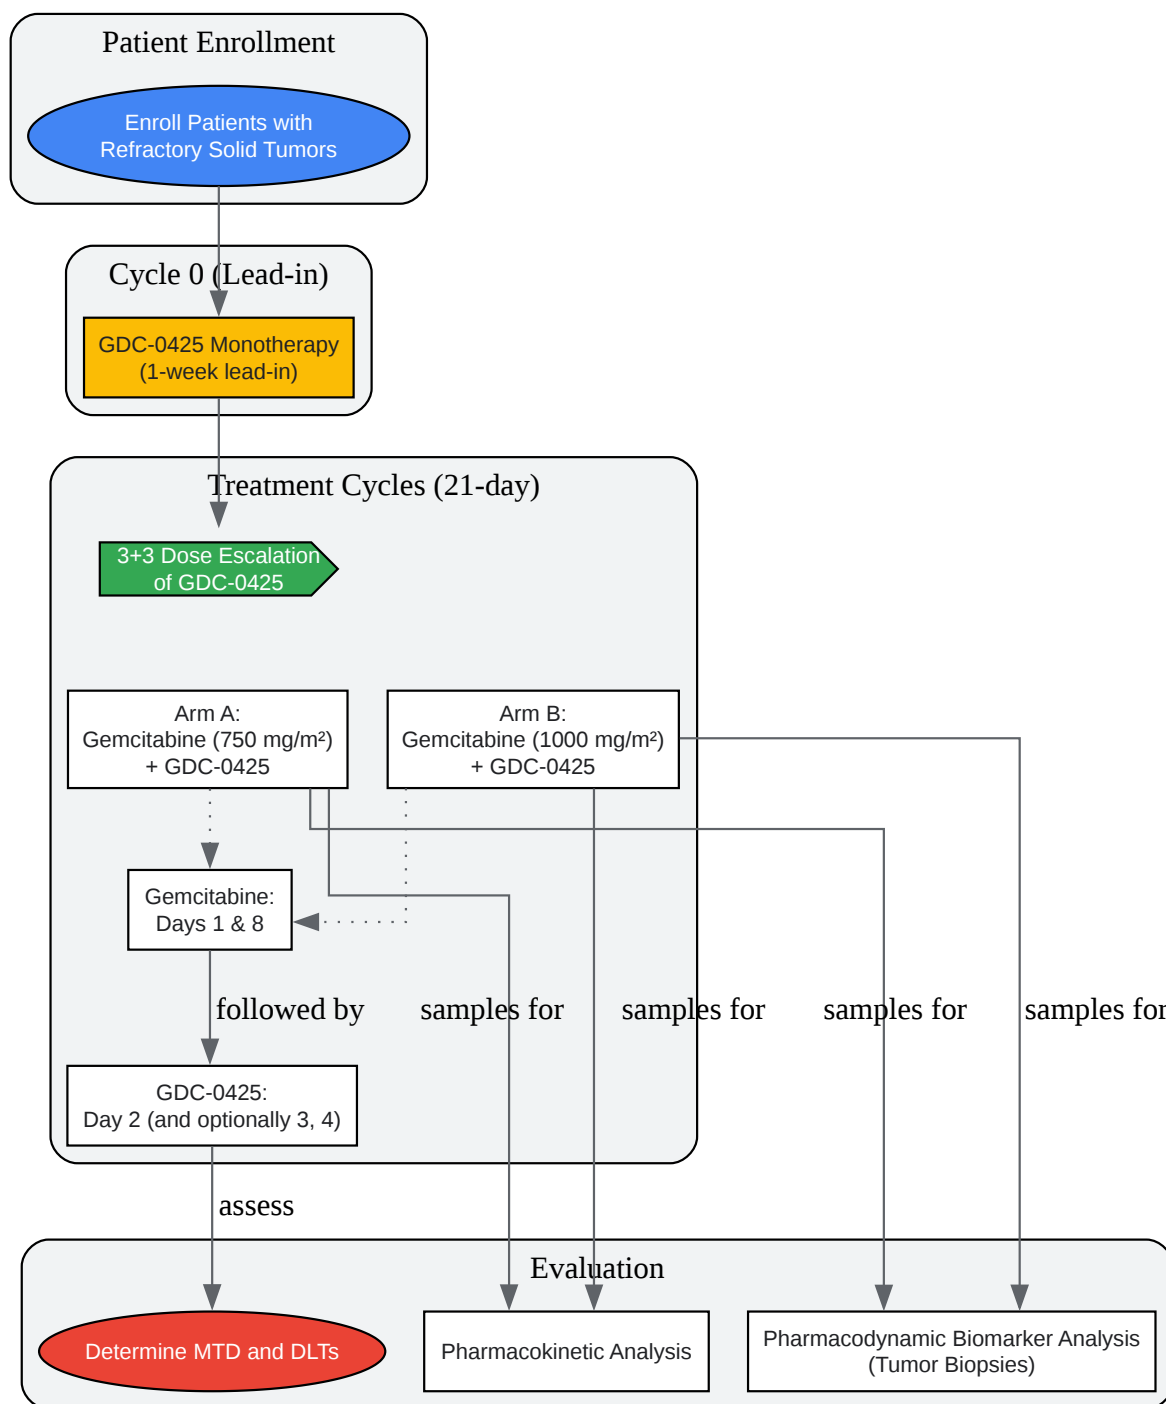 Patient Enrollment
Enroll Patients with
Refractory Solid Tumors
Cycle 0 (Lead-in)
GDC-0425 Monotherapy
(1-week lead-in)
Treatment Cycles (21-day)
3+3 Dose Escalation
of GDC-0425
Arm A:
Gemcitabine (750 mg/m²)
+ GDC-0425
Arm B:
Gemcitabine (1000 mg/m²)
+ GDC-0425
Gemcitabine:
Days 1 & 8
followed by
samples for
samples for
samples for
samples for
GDC-0425:
Day 2 (and optionally 3, 4)
assess
Evaluation
Determine MTD and DLTs
Pharmacokinetic Analysis
Pharmacodynamic Biomarker Analysis
(Tumor Biopsies)